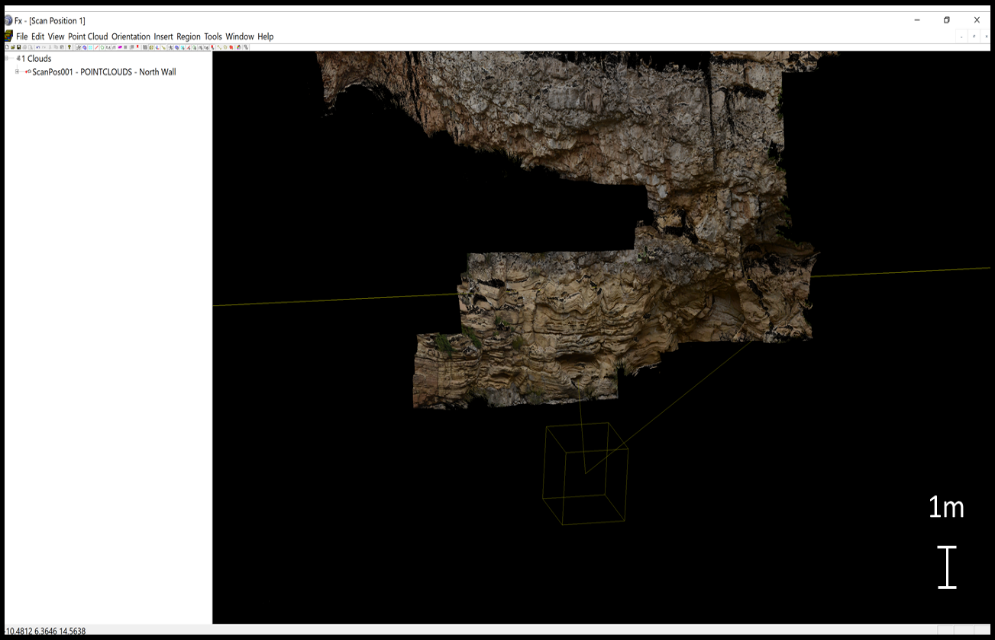 Fx - [Scan Position 1]
File Edit View Point Cloud Orientation Insert Region Tools Window Help
1 Clouds
ScanPos001 - POINTCLOUDS - North Wall
1m
10.4812 6.3646 14.5638